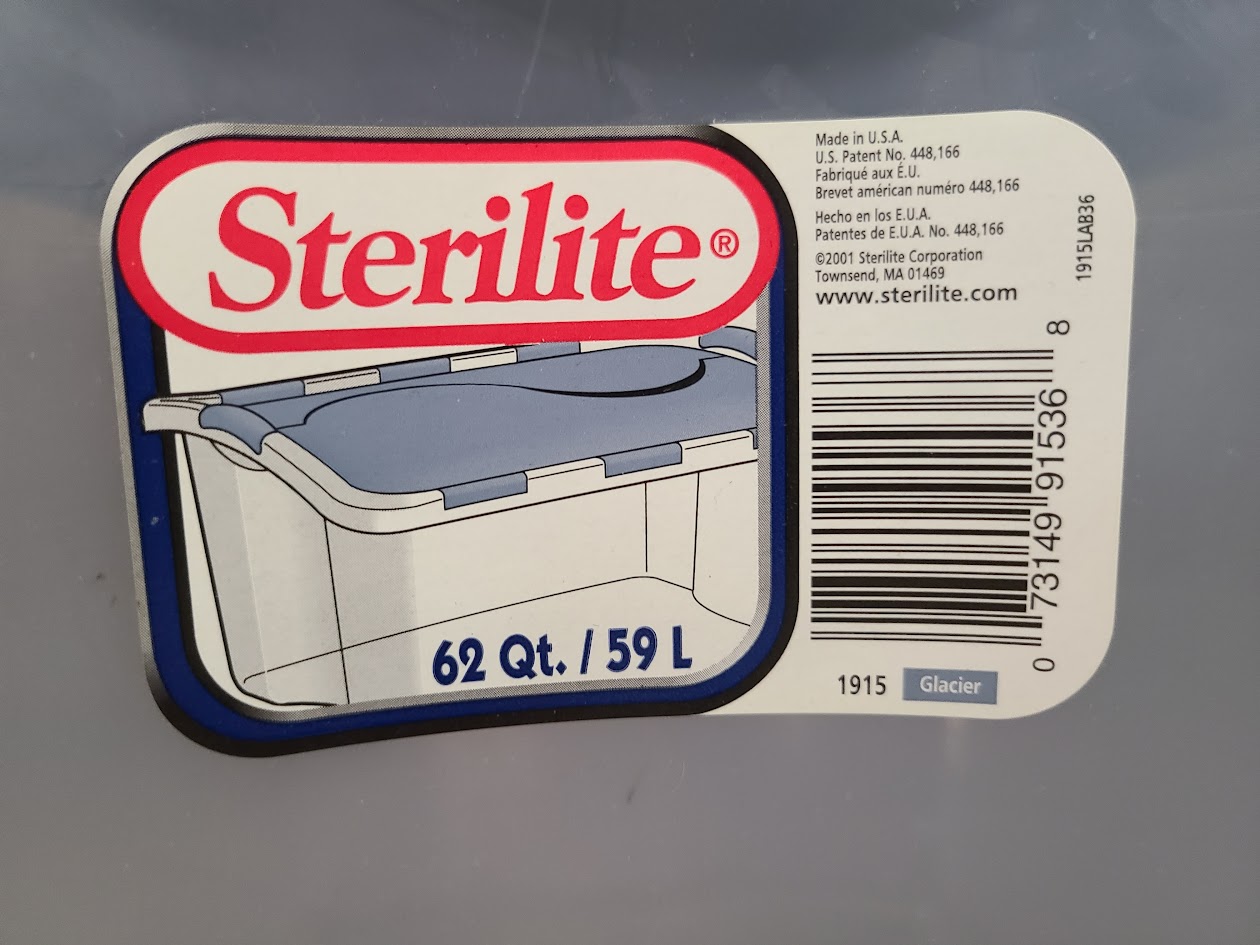 Sterilite®
62 Qt. / 59 L
Made in U.S.A.
U.S. Patent No. 448,166
Fabriqué aux É.U.
Brevet américan numéro 448,166
Hecho en los E.U.A.
Patentes de E.U.A. No. 448,166
©2001 Sterilite Corporation
Townsend, MA 01469
www.sterilite.com
1915LAB36
0 73149 91536 8
1915 Glacier